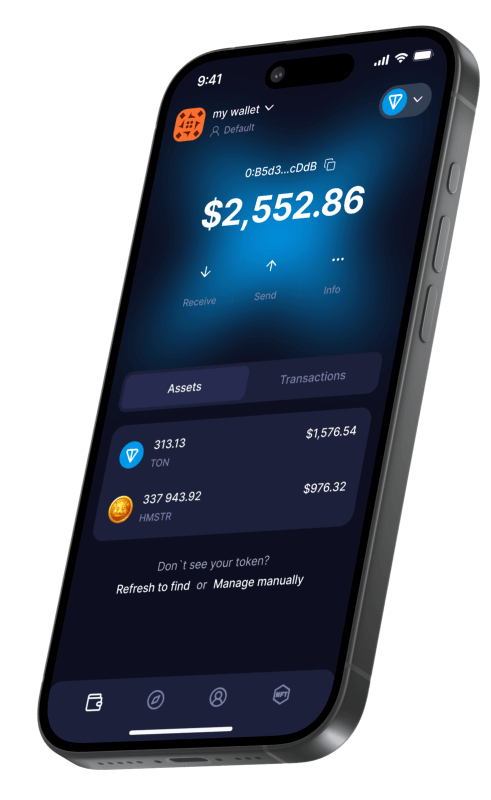 9:41
my wallet
Default
0:B5d3...cDdB
$2,552.86
Receive Send Info
Assets Transactions
313.13 $1,576.54
TON
337 943.92 $976.32
HMSTR
Don`t see your token?
Refresh to find or Manage manually
NFT